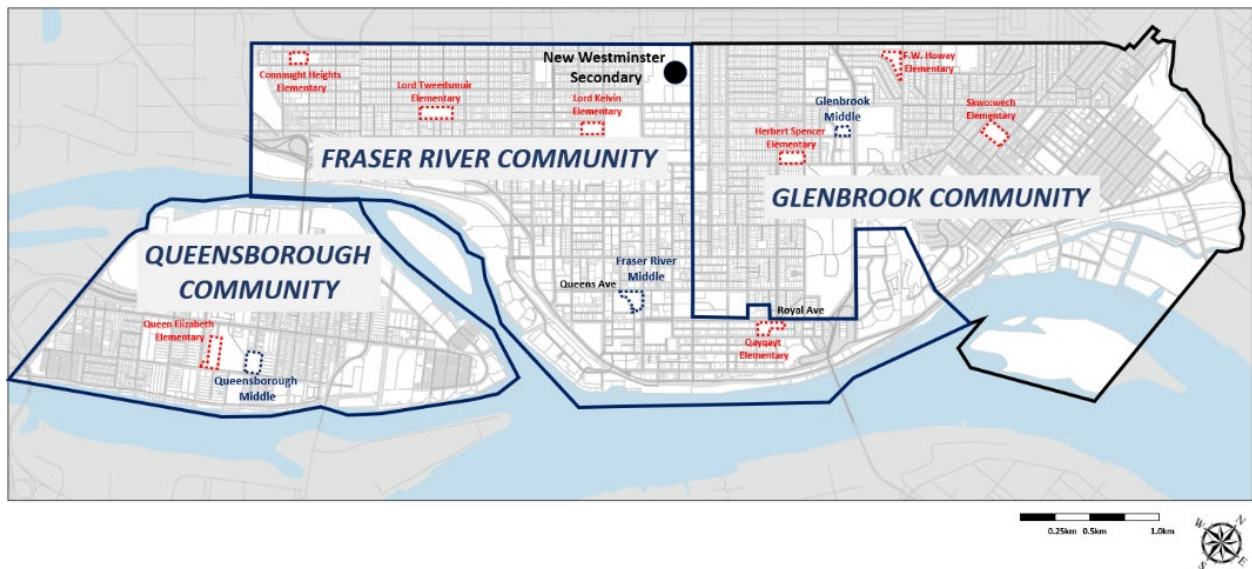 Connaught Heights
Elementary
Lord Tweedsmuir
Elementary
Lord Kelvin
Elementary
New Westminster
Secondary
F.W. Howay
Elementary
Glenbrook
Middle
Skwo:wech
Elementary
Herbert Spencer
Elementary
FRASER RIVER COMMUNITY
GLENBROOK COMMUNITY
QUEENSBOROUGH
COMMUNITY
Fraser River
Middle
Queens Ave
Royal Ave
Qayqayt
Elementary
Queen Elizabeth
Elementary
Queensborough
Middle
0.25km 0.5km 1.0km
W N
S E